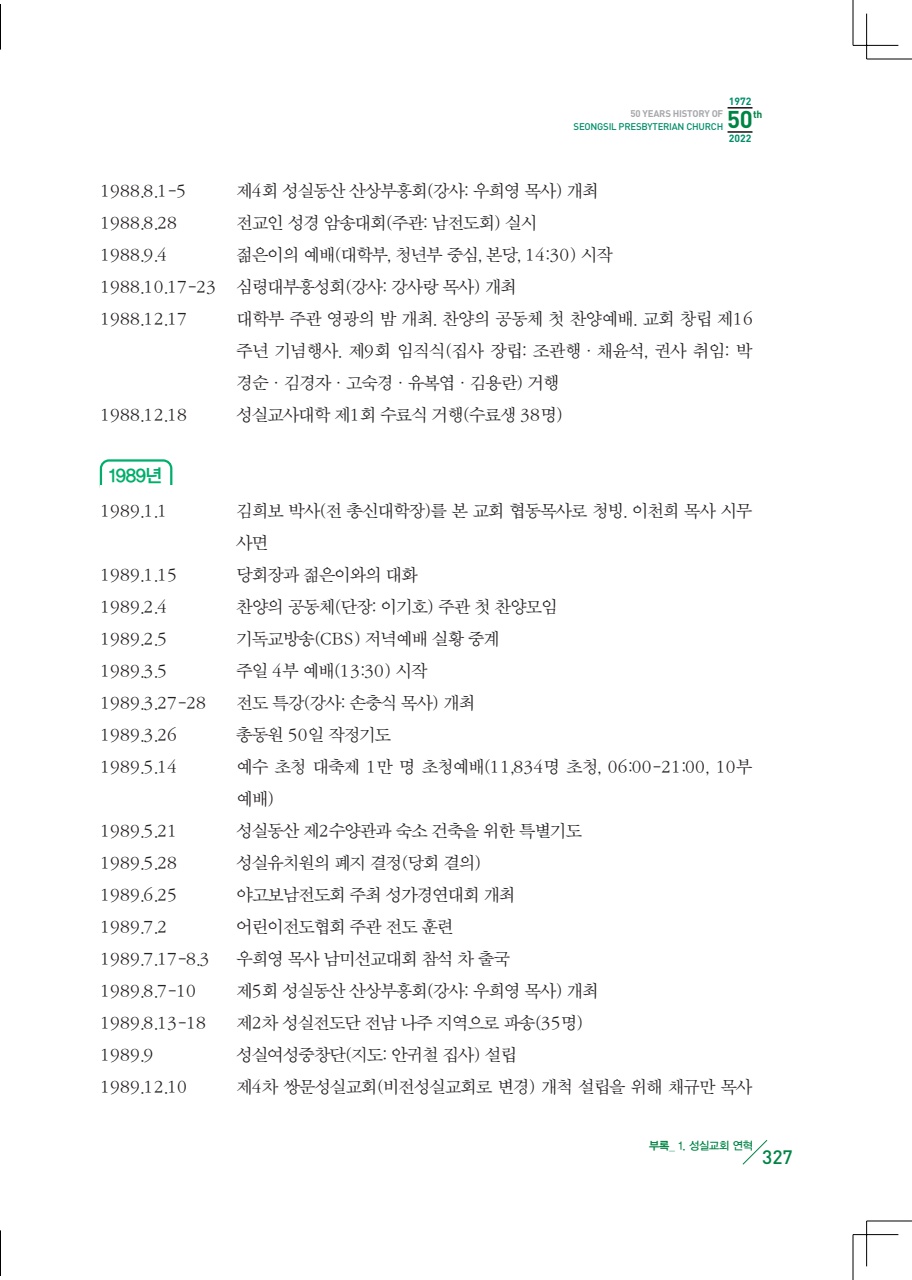 1972
50 YEARS HISTORY OF
SEONGSIL PRESBYTERIAN CHURCH
50th
2022
1988.8.1-5 제4회 성실동산 산상부흥회(강사: 우희영 목사) 개최
1988.8.28 전교인 성경 암송대회(주관: 남전도회) 실시
1988.9.4 젊은이의 예배(대학부, 청년부 중심, 본당, 14:30) 시작
1988.10.17-23 심령대부흥성회(강사: 강사랑 목사) 개최
1988.12.17 대학부 주관 영광의 밤 개최. 찬양의 공동체 첫 찬양예배. 교회 창립 제16
주년 기념행사. 제9회 임직식(집사 장립: 조관행 · 채윤석, 권사 취임: 박
경순 · 김경자 · 고숙경 · 유복엽 · 김용란) 거행
1988.12.18 성실교사대학 제1회 수료식 거행(수료생 38명)
1989년
1989.1.1 김희보 박사(전 총신대학장)를 본 교회 협동목사로 청빙. 이천희 목사 시무
사면
1989.1.15 당회장과 젊은이와의 대화
1989.2.4 찬양의 공동체(단장: 이기호) 주관 첫 찬양모임
1989.2.5 기독교방송(CBS) 저녁예배 실황 중계
1989.3.5 주일 4부 예배(13:30) 시작
1989.3.27-28 전도 특강(강사: 손충식 목사) 개최
1989.3.26 총동원 50일 작정기도
1989.5.14 예수 초청 대축제 1만 명 초청예배(11,834명 초청, 06:00-21:00, 10부
예배)
1989.5.21 성실동산 제2수양관과 숙소 건축을 위한 특별기도
1989.5.28 성실유치원의 폐지 결정(당회 결의)
1989.6.25 야고보남전도회 주최 성가경연대회 개최
1989.7.2 어린이전도협회 주관 전도 훈련
1989.7.17-8.3 우희영 목사 남미선교대회 참석 차 출국
1989.8.7-10 제5회 성실동산 산상부흥회(강사: 우희영 목사) 개최
1989.8.13-18 제2차 성실전도단 전남 나주 지역으로 파송(35명)
1989.9 성실여성중창단(지도: 안귀철 집사) 설립
1989.12.10 제4차 쌍문성실교회(비전성실교회로 변경) 개척 설립을 위해 채규만 목사
부록_ 1. 성실교회 연혁
327